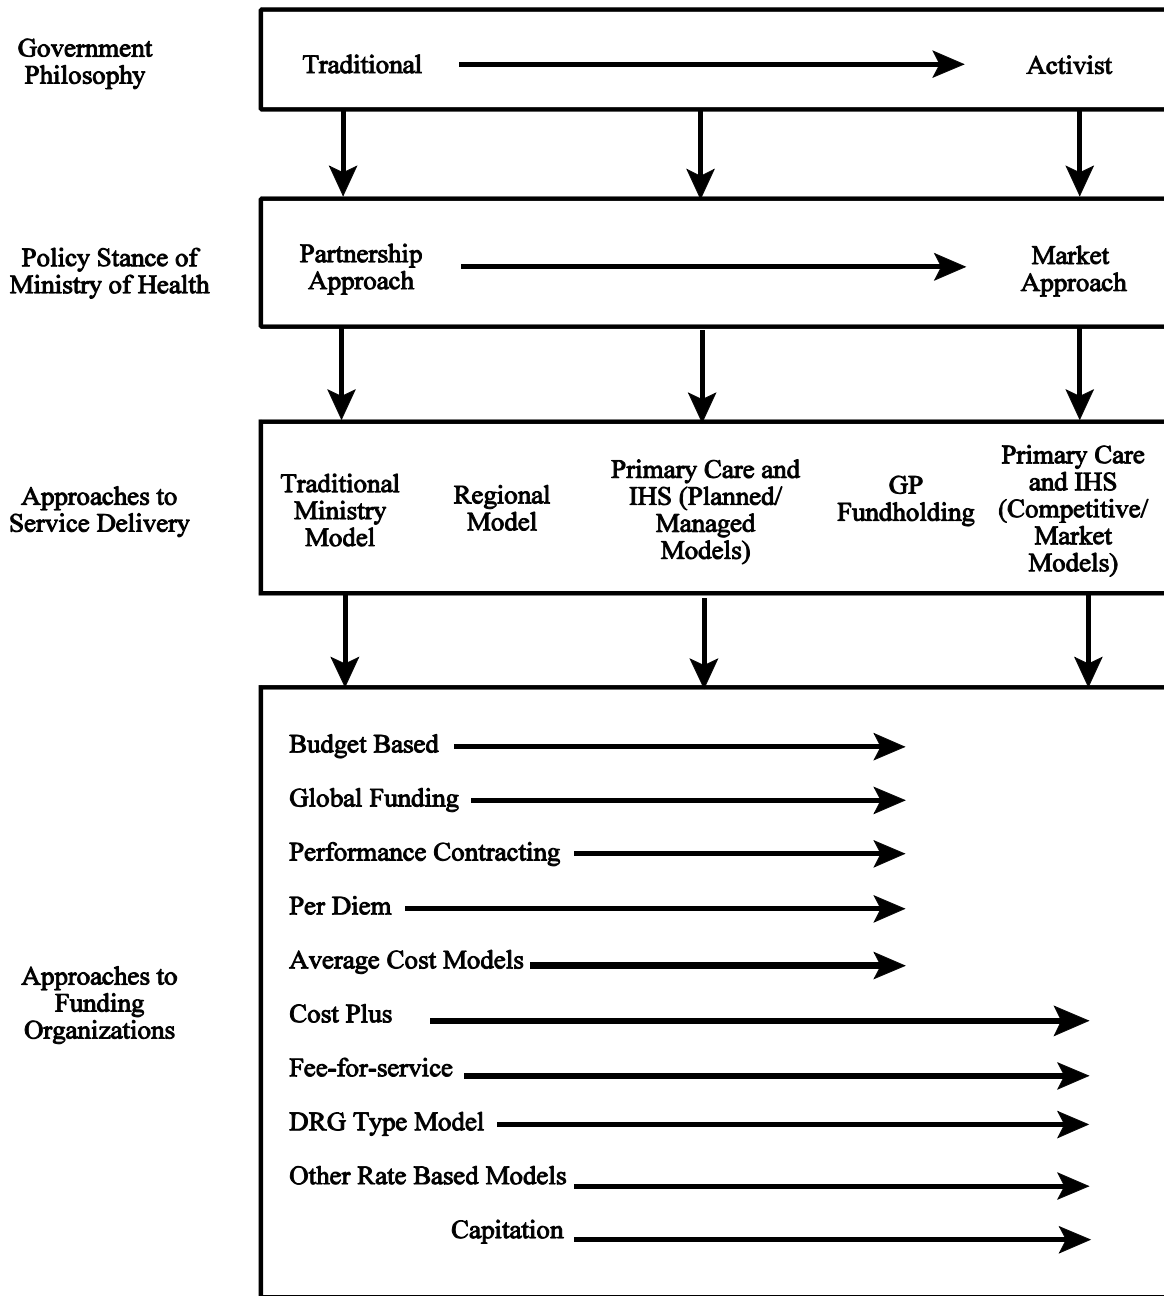 Government
Philosophy
Traditional
Activist
Policy Stance of
Ministry of Health
Partnership
Approach
Market
Approach
Approaches to
Service Delivery
Traditional
Ministry
Model
Regional
Model
Primary Care and
IHS (Planned/
Managed
Models)
GP
Fundholding
Primary Care
and IHS
(Competitive/
Market
Models)
Approaches to
Funding
Organizations
Budget Based
Global Funding
Performance Contracting
Per Diem
Average Cost Models
Cost Plus
Fee-for-service
DRG Type Model
Other Rate Based Models
Capitation